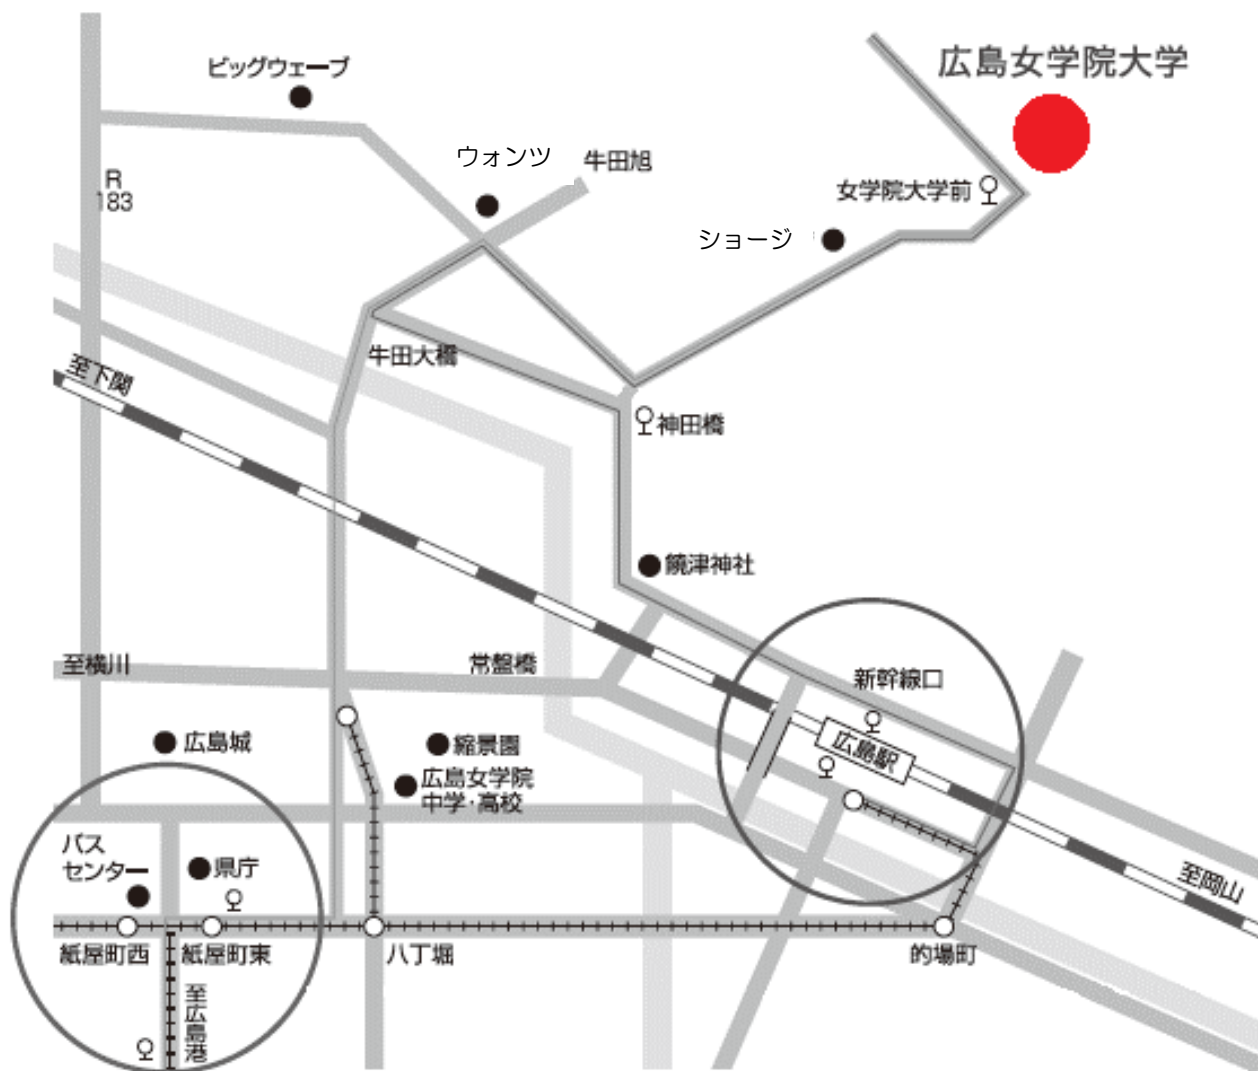 広島女学院大学
ビッグウェーブ
ウォンツ
牛田旭
R
183
女学院大学前
ショージ
牛田大橋
至下関
神田橋
饒津神社
至横川
常盤橋
新幹線口
広島城
縮景園
広島駅
広島女学院
中学・高校
バス
センター
県庁
至岡山
紙屋町西
紙屋町東
八丁堀
的場町
至広島港